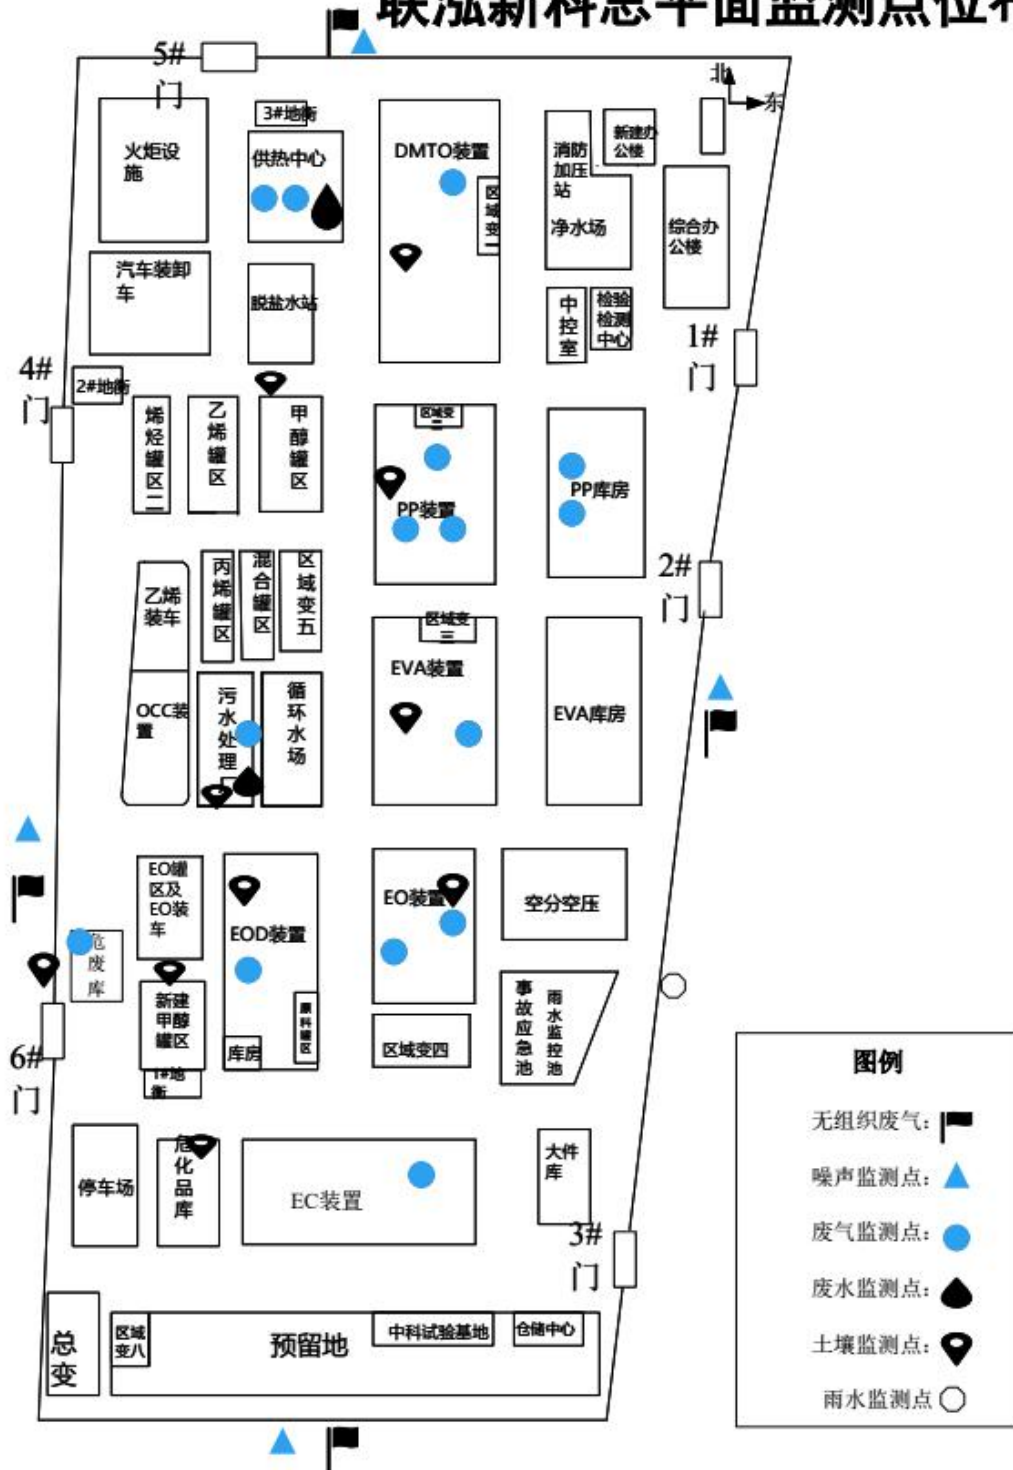 联泓新科总平面监测点位布
北
东
5#
门
3#地衡
火炬设
施
供热中心
DMTO装置
区
域
变
一
消防
加压
站
净水场
新建办
公楼
综合办
公楼
汽车装卸
车
脱盐水站
中
控
室
检验
检测
中心
1#
门
4#
门
2#地衡
烯
烃
罐
区
二
乙
烯
罐
区
甲
醇
罐
区
区域变
二
PP装置
PP库房
2#
门
乙烯
装车
丙
烯
罐
区
混
合
罐
区
区
域
变
五
区域变
三
EVA装置
EVA库房
OCC装
置
污
水
处
理
循
环
水
场
EO罐
区及
EO装
车
EOD装置
EO装置
空分空压
危
废
库
新建
甲醇
罐区
原
料
罐
区
库房
区域变四
事
故
应
急
池
雨
水
监
控
池
6#
门
1#地
衡
停车场
危
化
品
库
EC装置
大件
库
3#
门
总
变
区域
变八
预留地
中科试验基地
仓储中心
图例
无组织废气:
噪声监测点:
废气监测点:
废水监测点:
土壤监测点:
雨水监测点